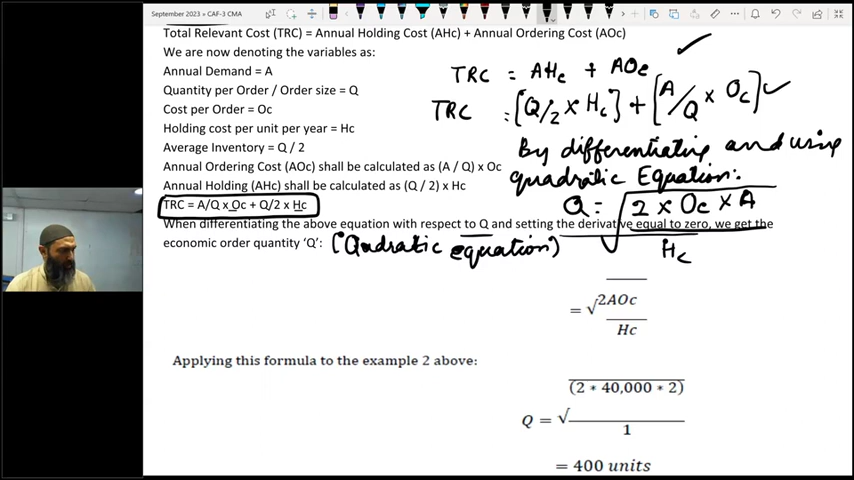 September 2023 » CAF-3 CMA
Total Relevant Cost (TRC) = Annual Holding Cost (AHc) + Annual Ordering Cost (AOc)
We are now denoting the variables as:
Annual Demand = A
Quantity per Order / Order size = Q
Cost per Order = Oc
Holding cost per unit per year = Hc
Average Inventory = Q / 2
Annual Ordering Cost (AOc) shall be calculated as (A / Q) x Oc
Annual Holding (AHc) shall be calculated as (Q / 2) x Hc
TRC = A/Q x Oc + Q/2 x Hc
When differentiating the above equation with respect to Q and setting the derivative equal to zero, we get the
economic order quantity 'Q':
(Qudratic equation)
TRC = AHc + AOc
TRC = [Q/2 x Hc] + [A/Q x Oc]
By differentiating and using
quadratic Equation:
Q = √ 2 x Oc x A
Hc
= √ 2AOc
Hc
Applying this formula to the example 2 above:
(2 * 40,000 * 2)
Q = √
1
= 400 units